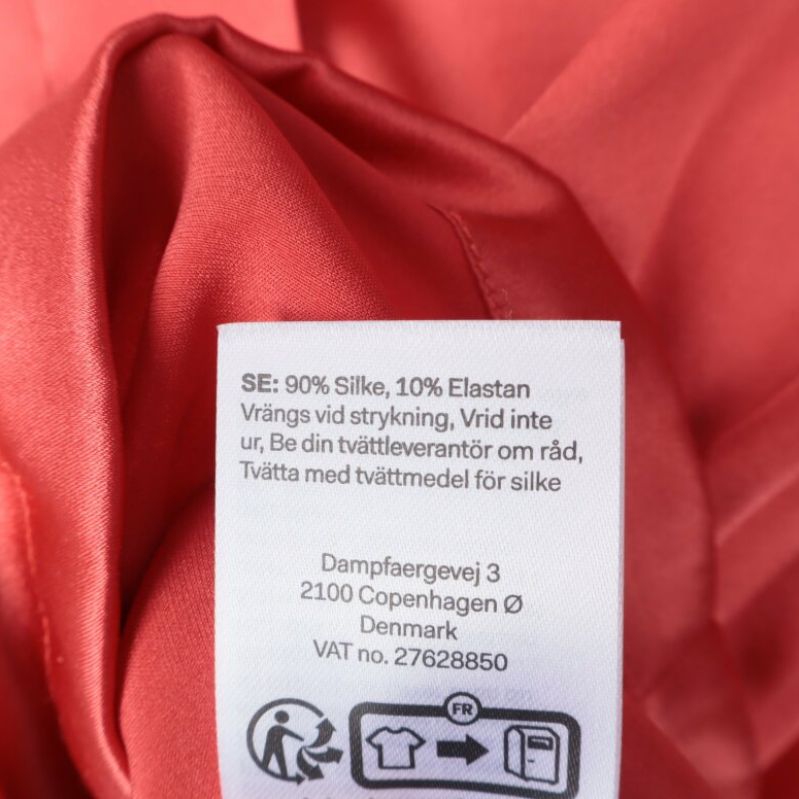 SE: 90% Silke, 10% Elastan
Vrängs vid strykning, Vrid inte
ur, Be din tvättleverantör om råd,
Tvätta med tvättmedel för silke
Dampfaergevej 3
2100 Copenhagen Ø
Denmark
VAT no. 27628850
FR